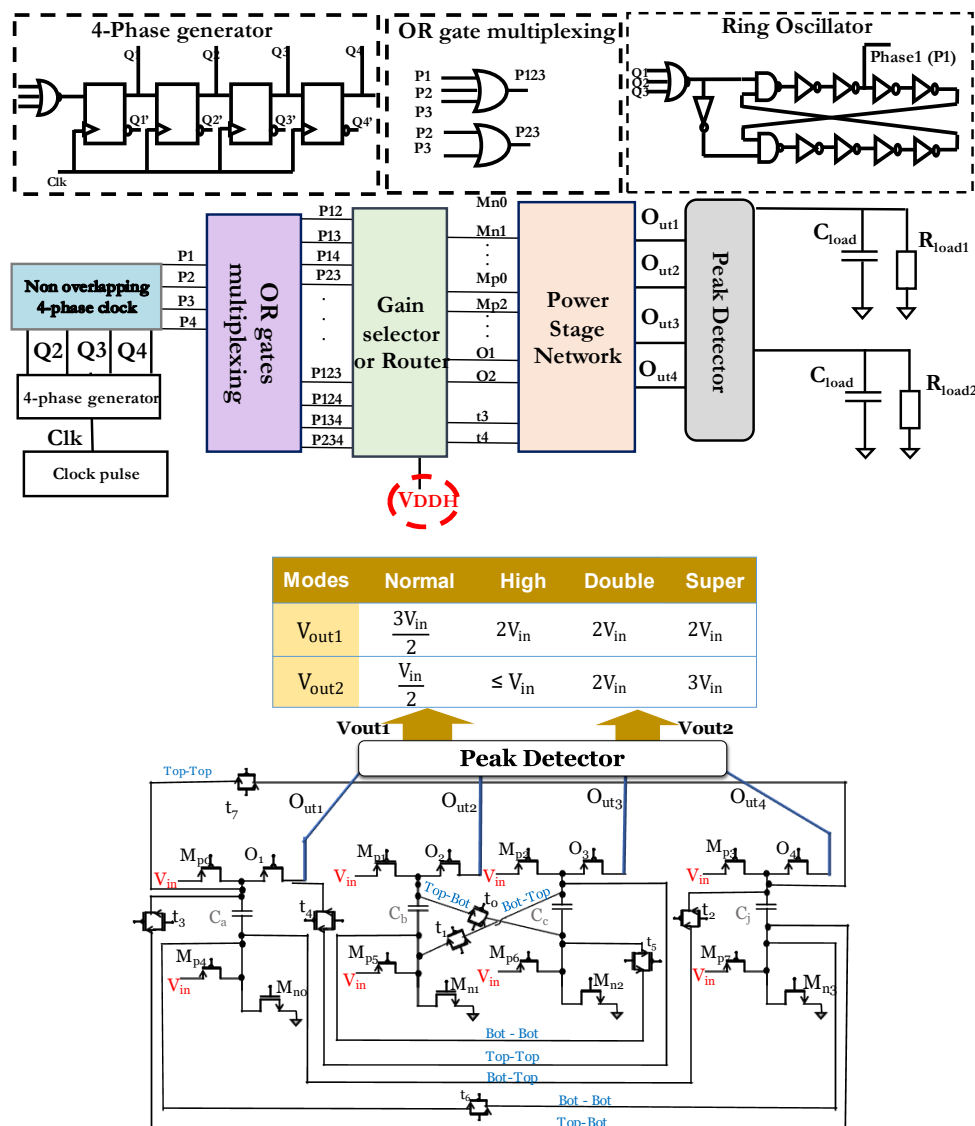 4-Phase generator
Q1 Q2 Q3 Q4
Q1' Q2' Q3' Q4'
Clk
OR gate multiplexing
P1
P2
P3
P123
P2
P3
P23
Ring Oscillator
Phase1 (P1)
Q1
Q2
Q3
Non overlapping
4-phase clock
P1
P2
P3
P4
Q2 Q3 Q4
4-phase generator
Clk
Clock pulse
OR gates
multiplexing
P12
P13
P14
P23
P123
P124
P134
P234
Gain
selector
or Router
VDDH
Mn0
Mn1
Mp0
Mp2
O1
O2
t3
t4
Power
Stage
Network
Out1
Out2
Out3
Out4
Peak Detector
Cload
Rload1
Cload
Rload2
Modes Normal High Double Super
Vout1 3Vin/2 2Vin 2Vin 2Vin
Vout2 Vin/2 ≤ Vin 2Vin 3Vin
Vout1 Vout2
Peak Detector
Top-Top
t7
Out1 Out2 Out3 Out4
Mp0 O1 Mp1 O2 Mp2 O3 Mp3 O4
Vin Vin Vin Vin
Top-Bot Bot-Top
t0
t3 Ca t4 Cb t1 Cc t2 Cj
t5
Mp4 Mp5 Mp6 Mp7
Vin Vin Vin Vin
Mn0 Mn1 Mn2 Mn3
Bot - Bot
Top-Top
Bot-Top
t6
Bot - Bot
Top-Bot